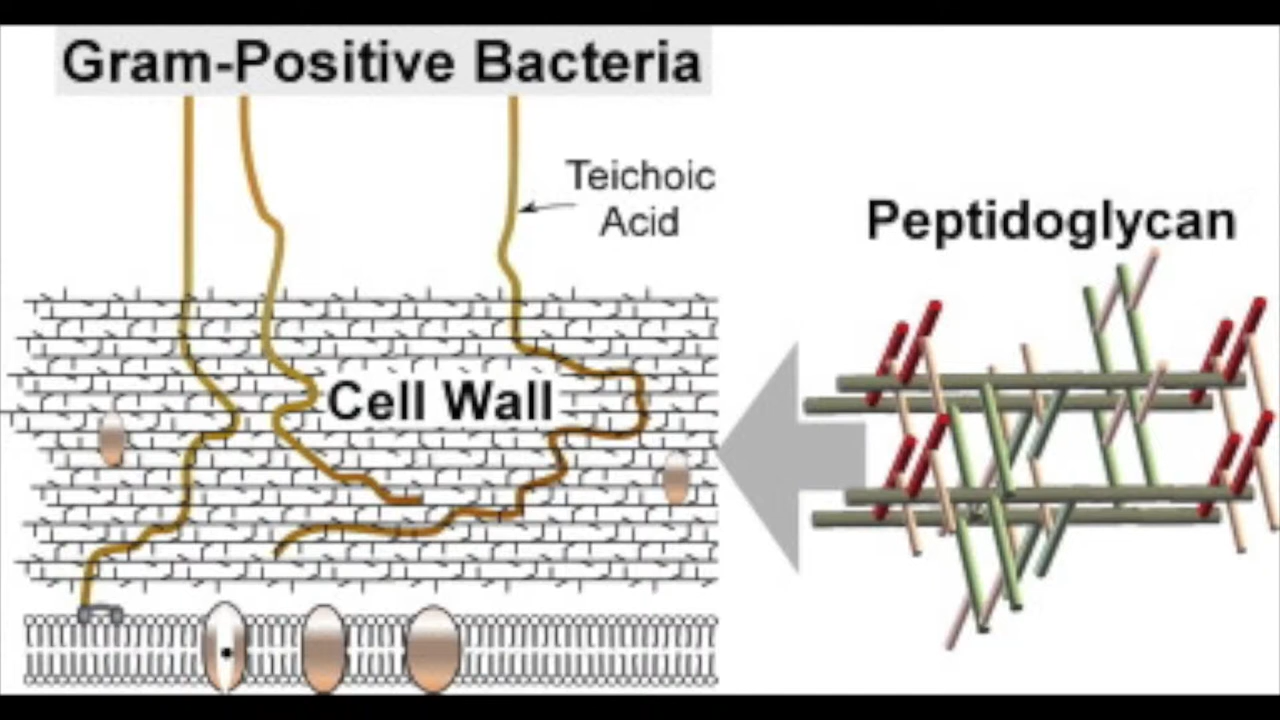 Gram-Positive Bacteria
Teichoic
Acid
Peptidoglycan
Cell Wall